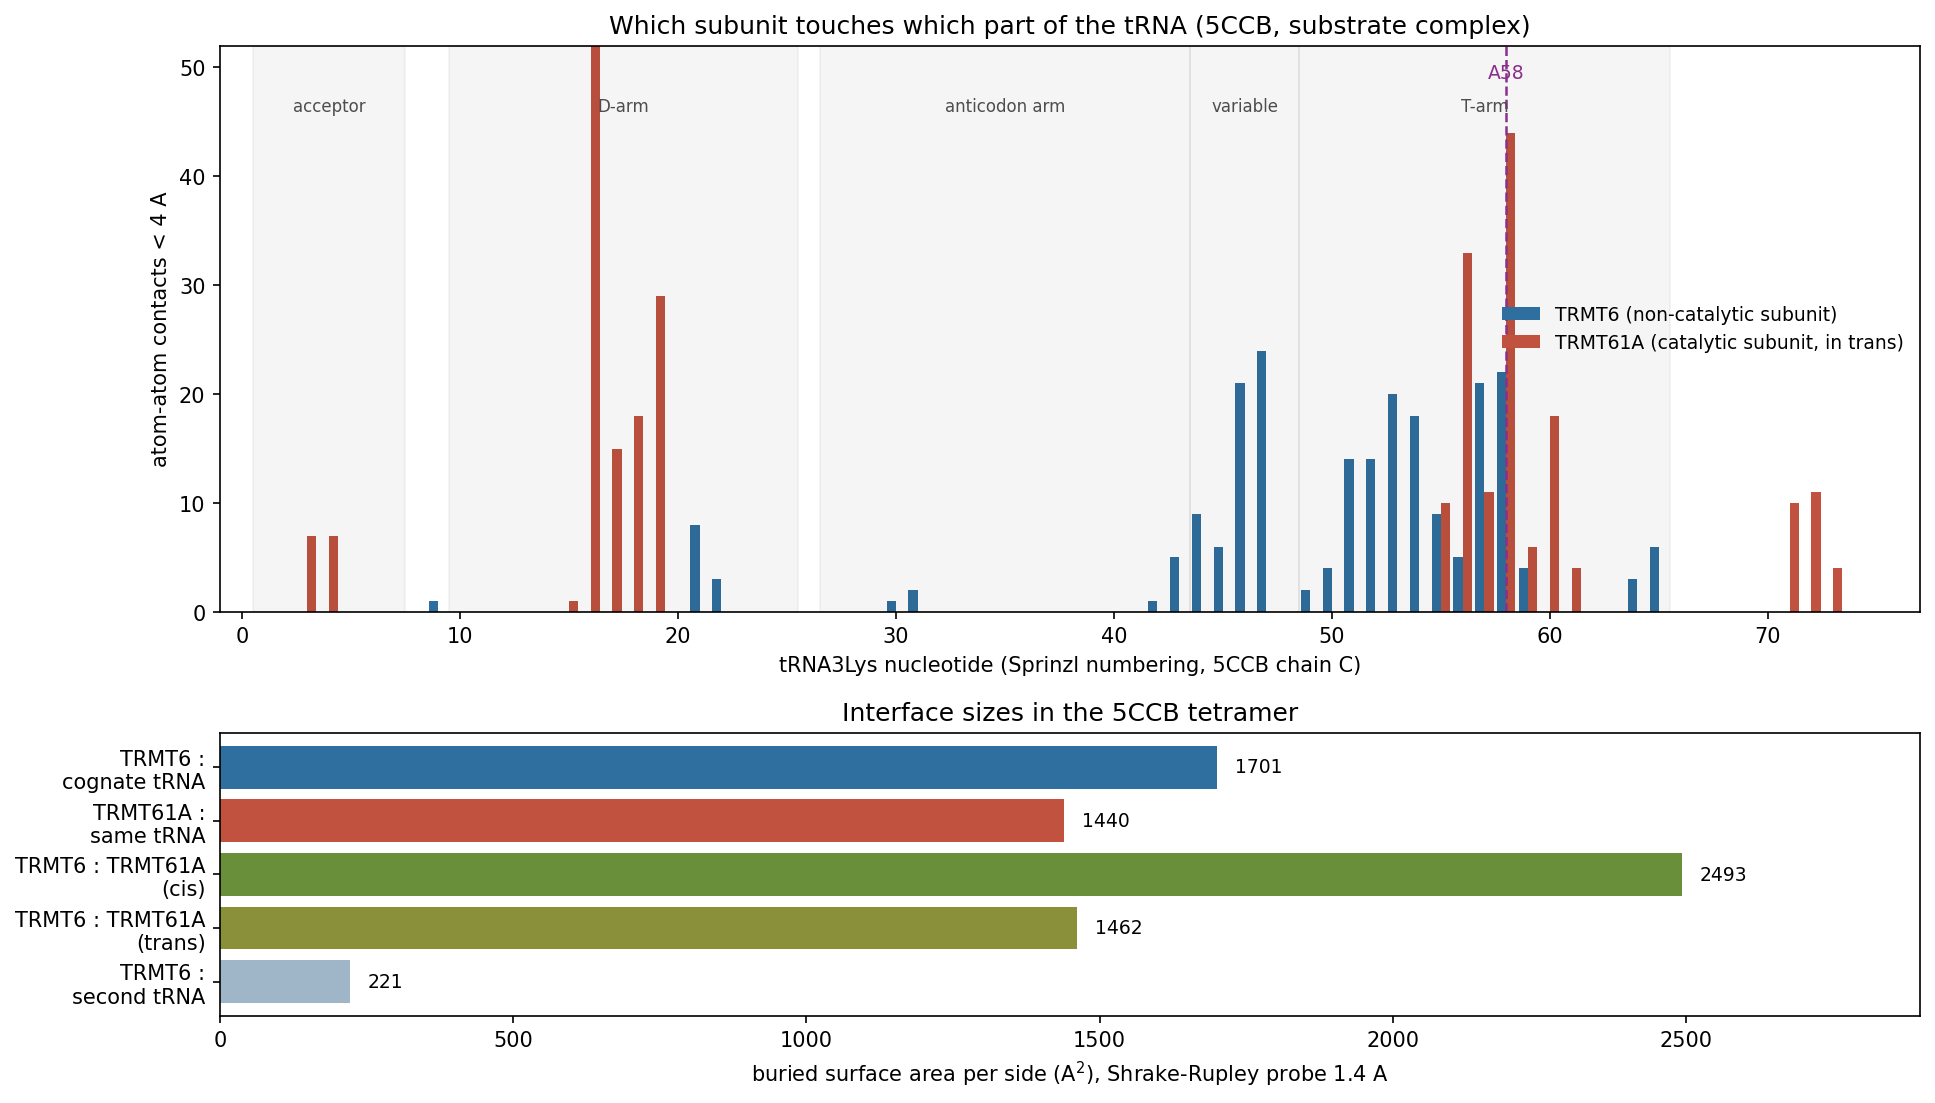 Which subunit touches which part of the tRNA (5CCB, substrate complex)
50
40
30
20
10
0
atom-atom contacts < 4 A
acceptor
D-arm
anticodon arm
variable
T-arm
A58
TRMT6 (non-catalytic subunit)
TRMT61A (catalytic subunit, in trans)
0 10 20 30 40 50 60 70
tRNA3Lys nucleotide (Sprinzl numbering, 5CCB chain C)
Interface sizes in the 5CCB tetramer
TRMT6 :
cognate tRNA
1701
TRMT61A :
same tRNA
1440
TRMT6 : TRMT61A
(cis)
2493
TRMT6 : TRMT61A
(trans)
1462
TRMT6 :
second tRNA
221
0 500 1000 1500 2000 2500
buried surface area per side (A²), Shrake-Rupley probe 1.4 A